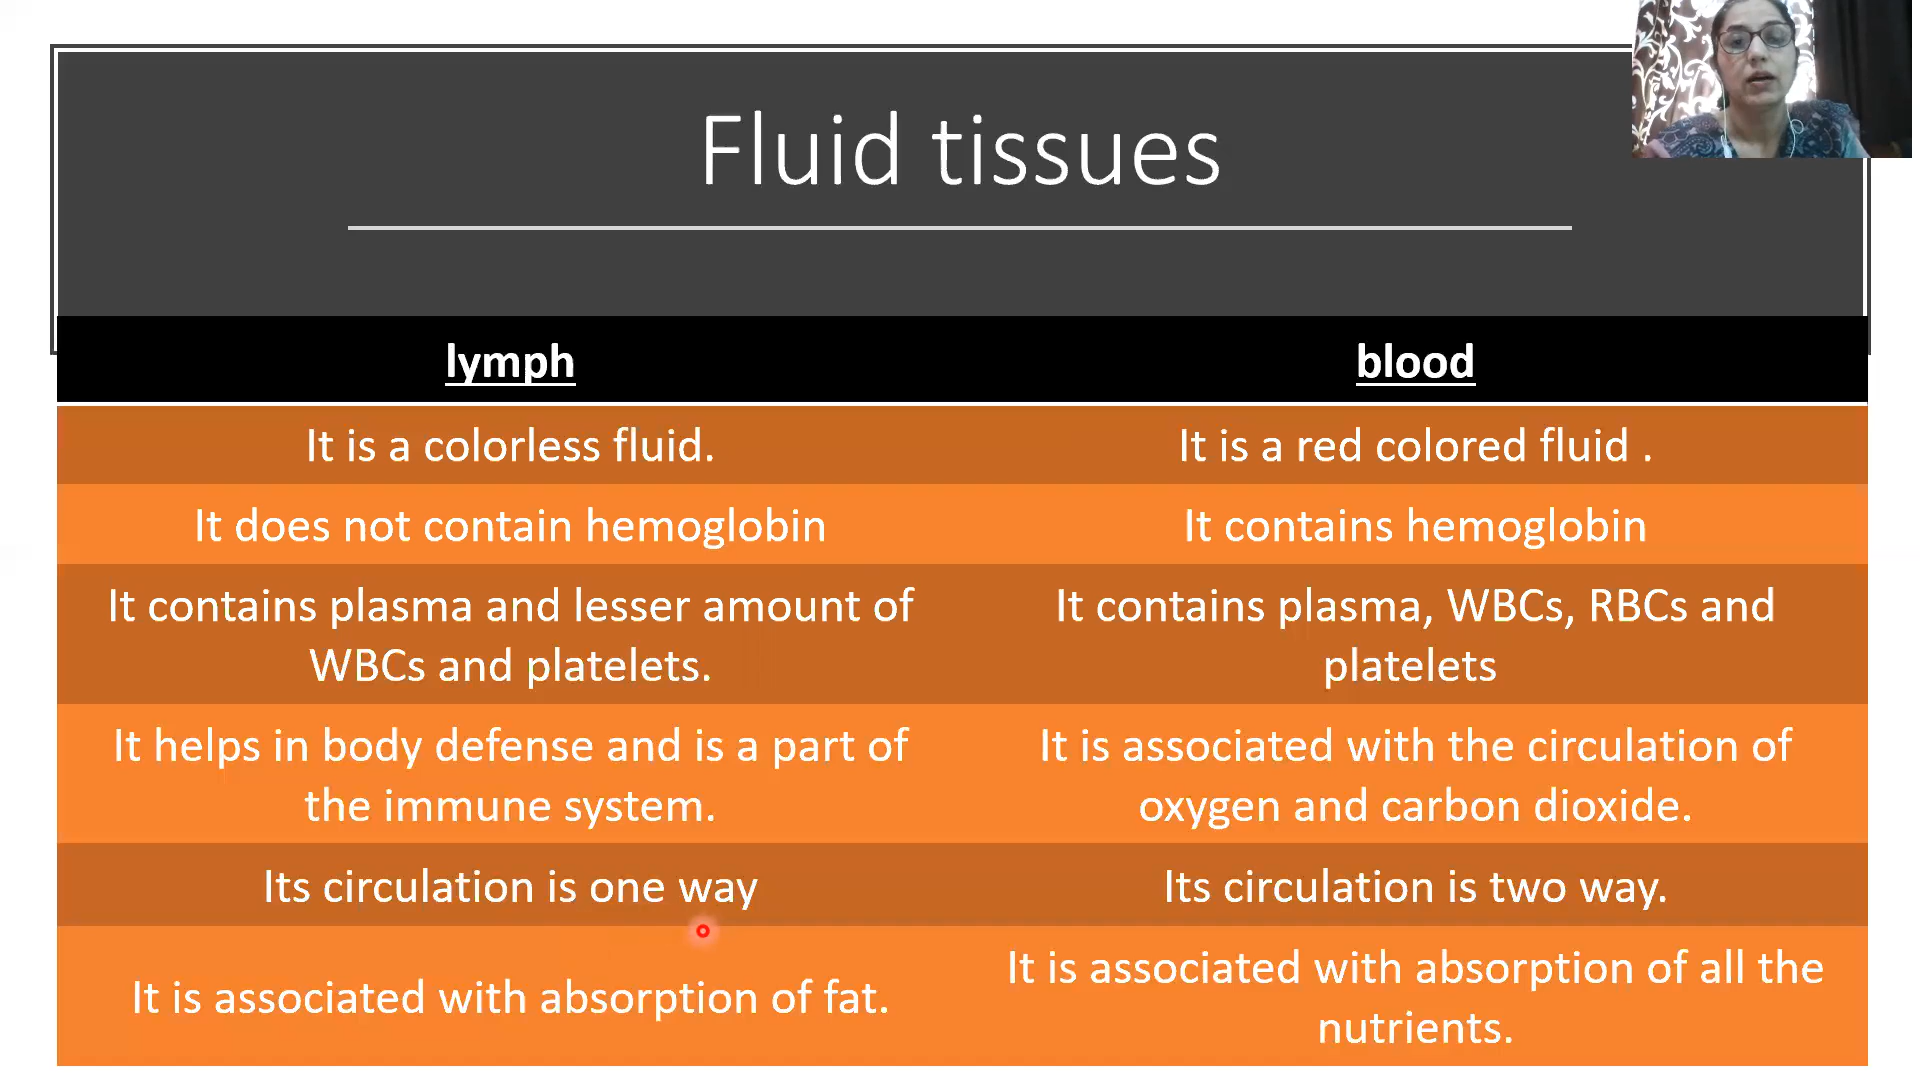 Fluid tissues
lymph
blood
It is a colorless fluid.
It is a red colored fluid .
It does not contain hemoglobin
It contains hemoglobin
It contains plasma and lesser amount of
WBCs and platelets.
It contains plasma, WBCs, RBCs and
platelets
It helps in body defense and is a part of
the immune system.
It is associated with the circulation of
oxygen and carbon dioxide.
Its circulation is one way
Its circulation is two way.
It is associated with absorption of fat.
It is associated with absorption of all the
nutrients.